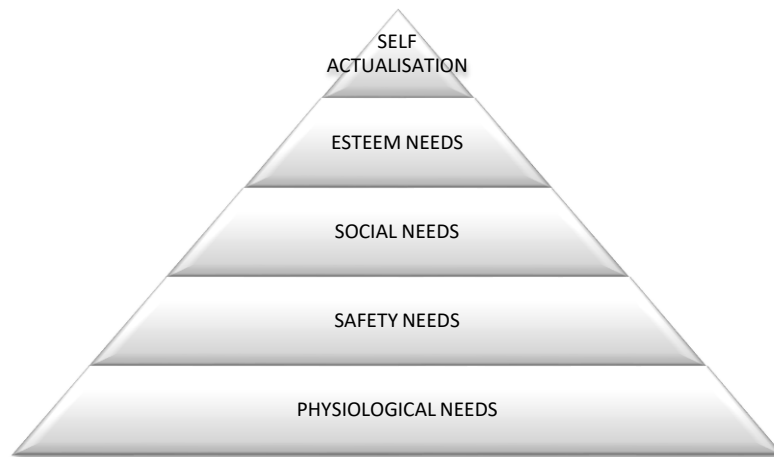 SELF
ACTUALISATION
ESTEEM NEEDS
SOCIAL NEEDS
SAFETY NEEDS
PHYSIOLOGICAL NEEDS